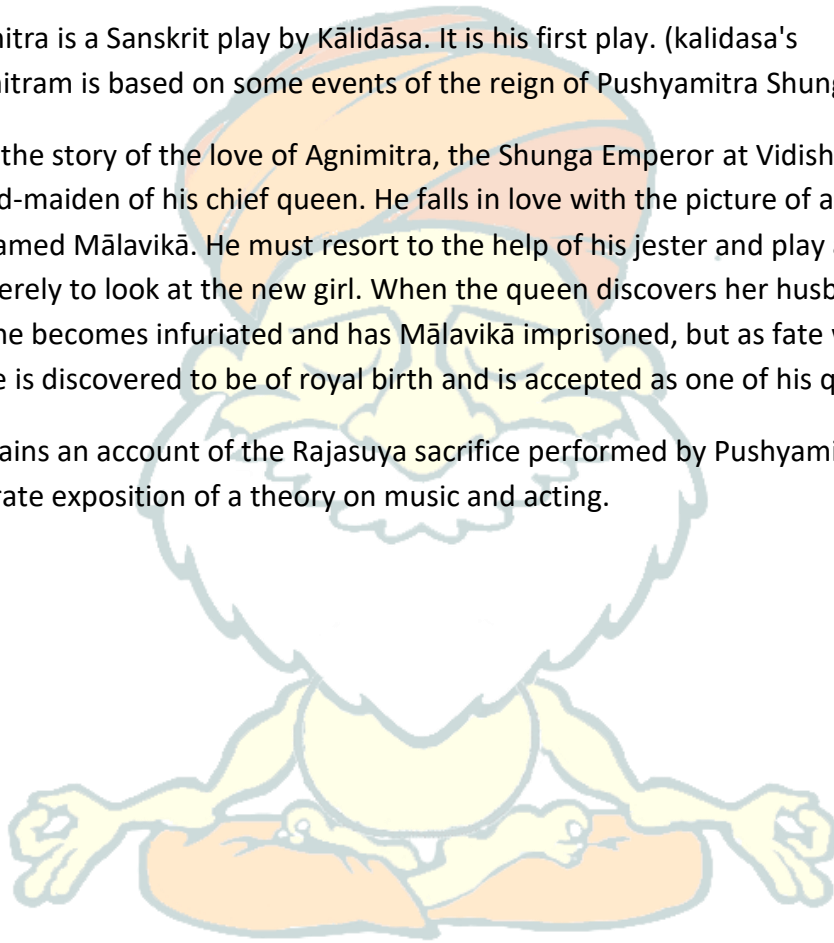 nitra is a Sanskrit play by Kālidāsa. It is his first play. (kalidasa's
nitram is based on some events of the reign of Pushyamitra Shung
the story of the love of Agnimitra, the Shunga Emperor at Vidish
d-maiden of his chief queen. He falls in love with the picture of a
amed Mālavikā. He must resort to the help of his jester and play
erely to look at the new girl. When the queen discovers her husb
ne becomes infuriated and has Mālavikā imprisoned, but as fate
e is discovered to be of royal birth and is accepted as one of his q
ains an account of the Rajasuya sacrifice performed by Pushyami
rate exposition of a theory on music and acting.